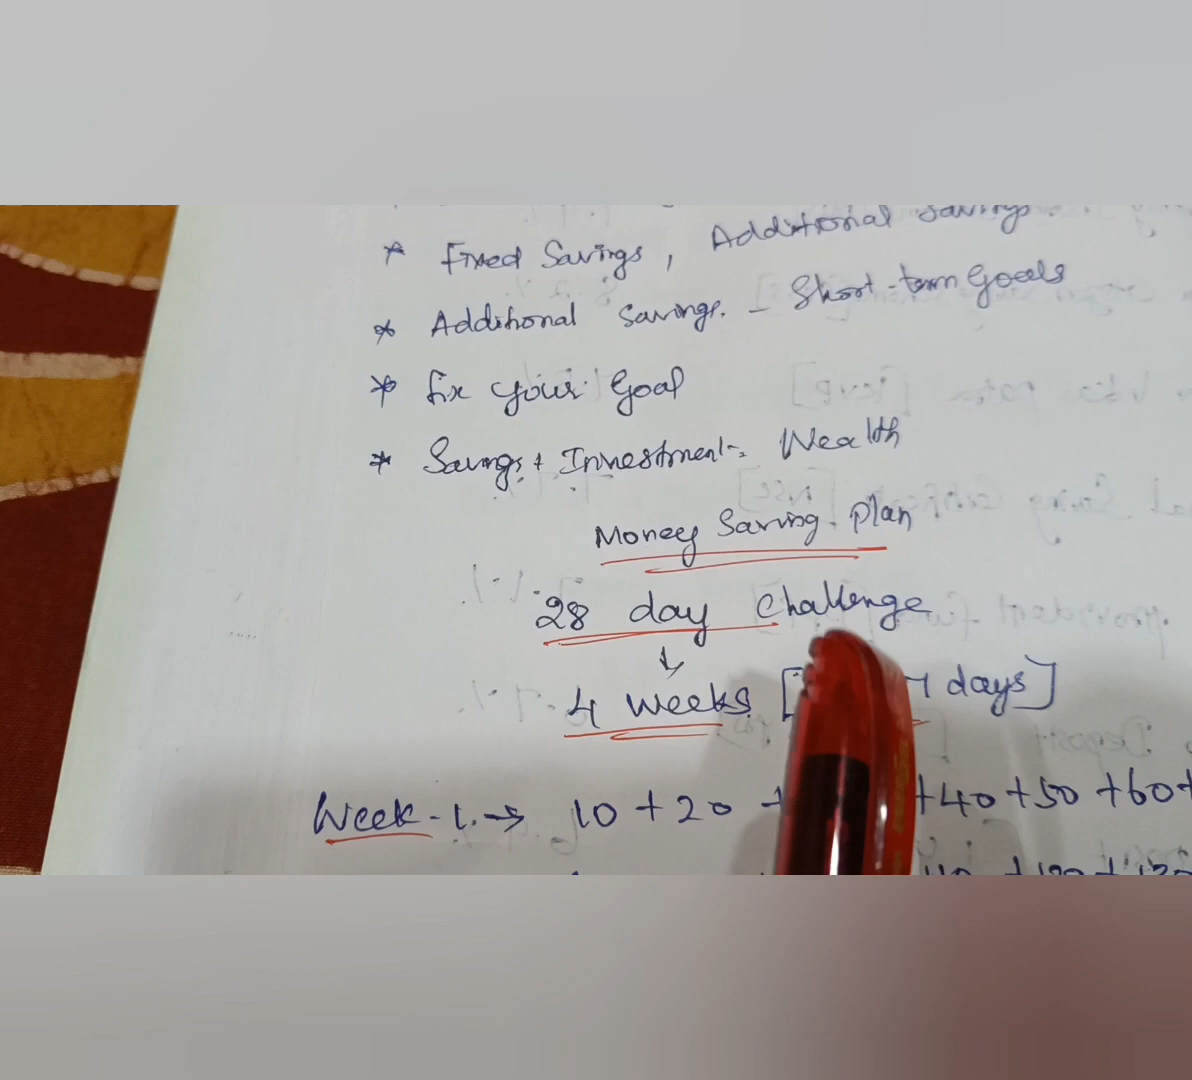 * Fixed Savings, Additional Savings.
* Additional Savings. - Short-term Goals
* fix your Goal
* Savings + Investment = Wealth
Money Saving Plan
28 day challenge
↓
4 weeks [ 7 days]
Week-1. → 10 + 20 + +40 +50 +60+